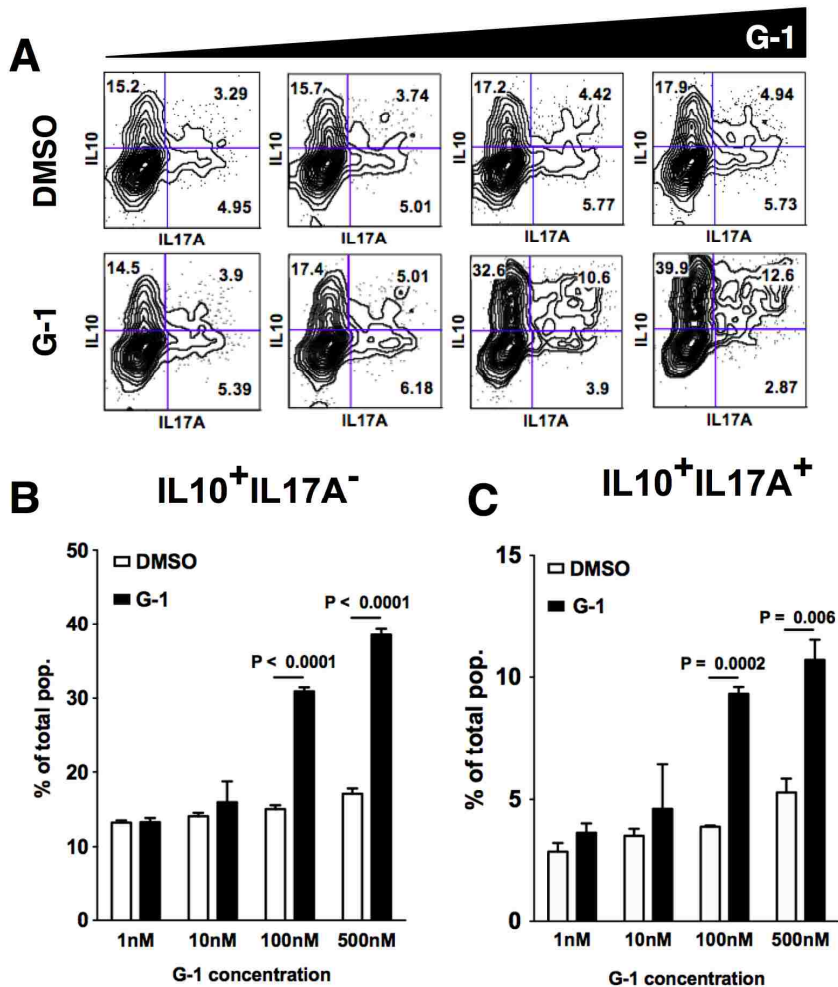 A
G-1
DMSO
15.2 3.29
IL10
4.95
IL17A
15.7 3.74
IL10
5.01
IL17A
17.2 4.42
IL10
5.77
IL17A
17.9 4.94
IL10
5.73
IL17A
G-1
14.5 3.9
IL10
5.39
IL17A
17.4 5.01
IL10
6.18
IL17A
32.6 10.6
IL10
3.9
IL17A
39.9 12.6
IL10
2.87
IL17A
B
IL10⁺IL17A⁻
50
40
30
20
10
0
% of total pop.
DMSO
G-1
P < 0.0001
P < 0.0001
1nM 10nM 100nM 500nM
G-1 concentration
C
IL10⁺IL17A⁺
15
10
5
0
% of total pop.
DMSO
G-1
P = 0.0002
P = 0.006
1nM 10nM 100nM 500nM
G-1 concentration